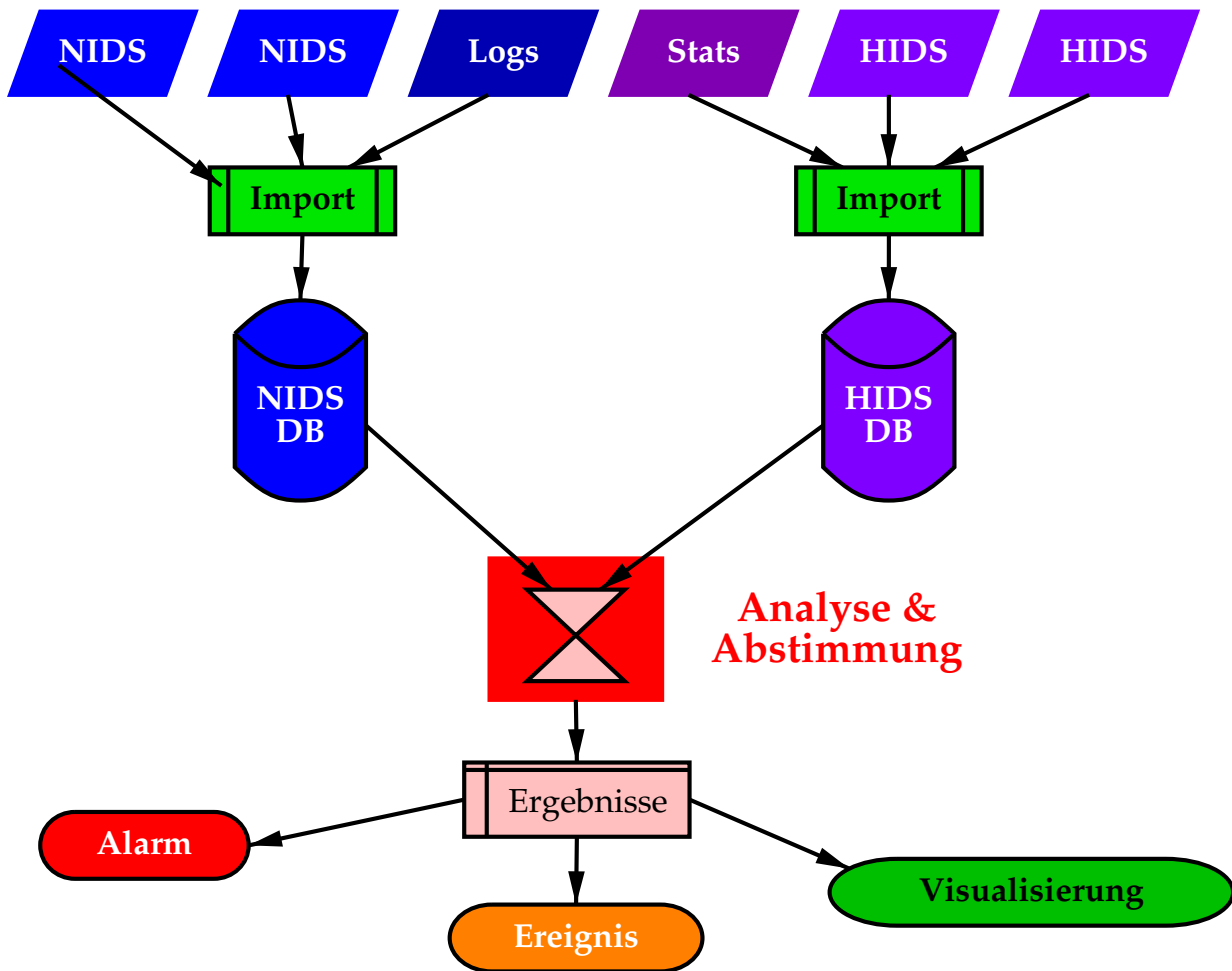 NIDS
NIDS
Logs
Stats
HIDS
HIDS
Import
Import
NIDS
DB
HIDS
DB
Analyse &
Abstimmung
Ergebnisse
Alarm
Visualisierung
Ereignis